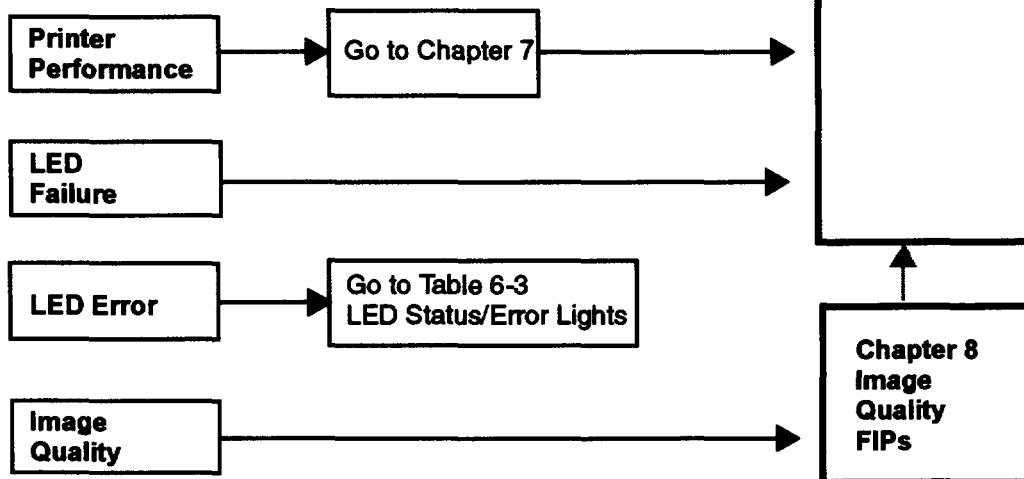 Printer
Performance
Go to Chapter 7
LED
Failure
LED Error
Go to Table 6-3
LED Status/Error Lights
Image
Quality
Chapter 8
Image
Quality
FIPs